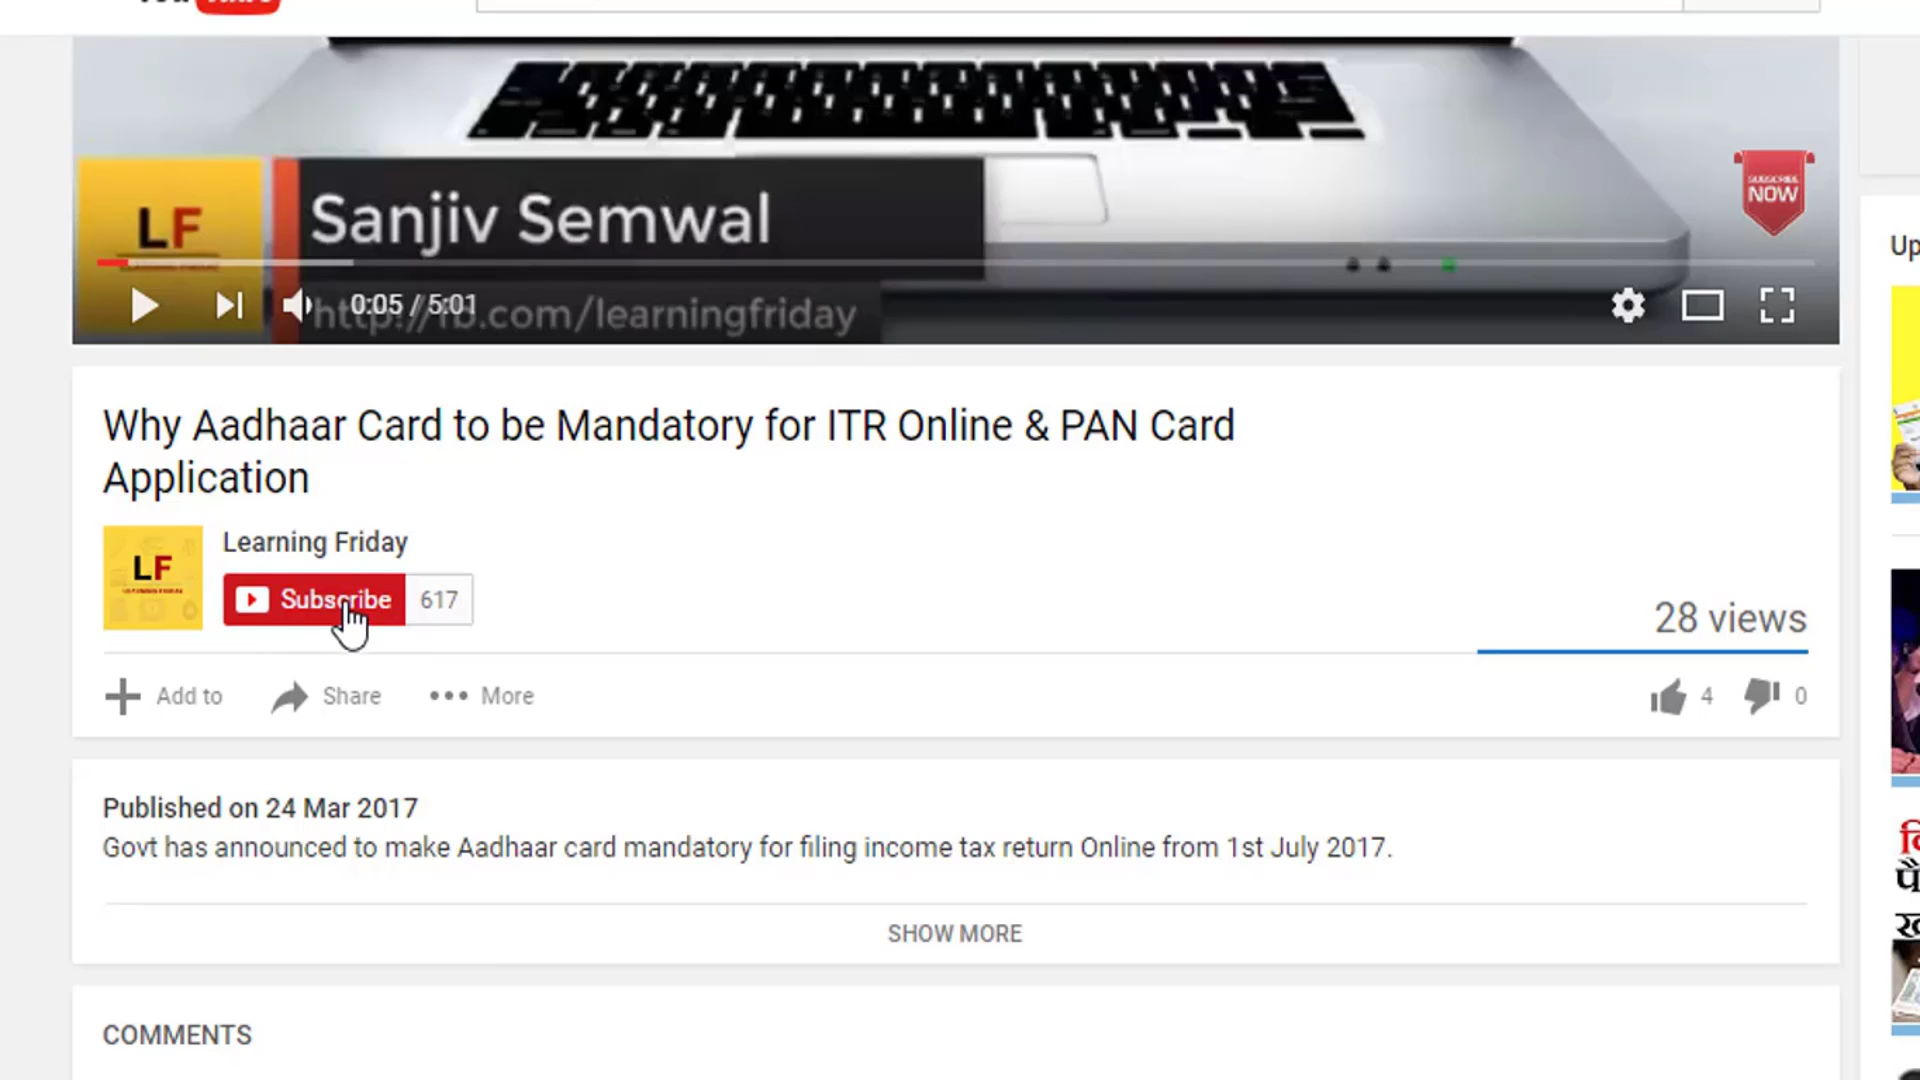 LF
Sanjiv Semwal
SUBSCRIBE
NOW
0:05 / 5:01
http://fb.com/learningfriday
Up
Why Aadhaar Card to be Mandatory for ITR Online & PAN Card
Application
LF
Learning Friday
Subscribe 617
28 views
Add to Share More 4 0
Published on 24 Mar 2017
Govt has announced to make Aadhaar card mandatory for filing income tax return Online from 1st July 2017.
SHOW MORE
COMMENTS